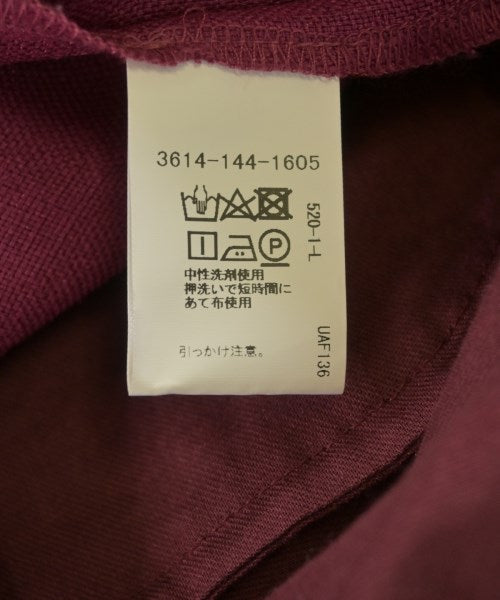 3614-144-1605
中性洗剤使用
押洗いで短時間に
あて布使用
引っかけ注意。
520-1-L
UAF136